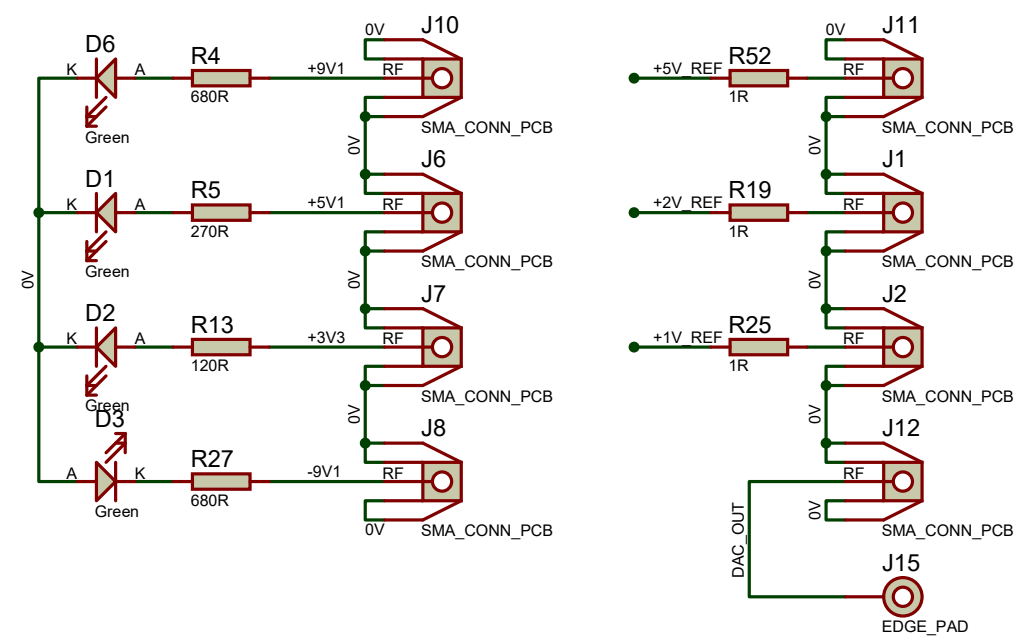 D6
K
A
Green
R4
680R
+9V1
0V
J10
RF
SMA_CONN_PCB
0V
D1
K
A
Green
R5
270R
+5V1
J6
RF
SMA_CONN_PCB
0V
0V
D2
K
A
Green
R13
120R
+3V3
J7
RF
SMA_CONN_PCB
0V
D3
A
K
Green
R27
680R
-9V1
J8
RF
0V
SMA_CONN_PCB
+5V_REF
R52
1R
0V
J11
RF
SMA_CONN_PCB
0V
+2V_REF
R19
1R
J1
RF
SMA_CONN_PCB
0V
+1V_REF
R25
1R
J2
RF
SMA_CONN_PCB
0V
J12
RF
0V
SMA_CONN_PCB
DAC_OUT
J15
EDGE_PAD